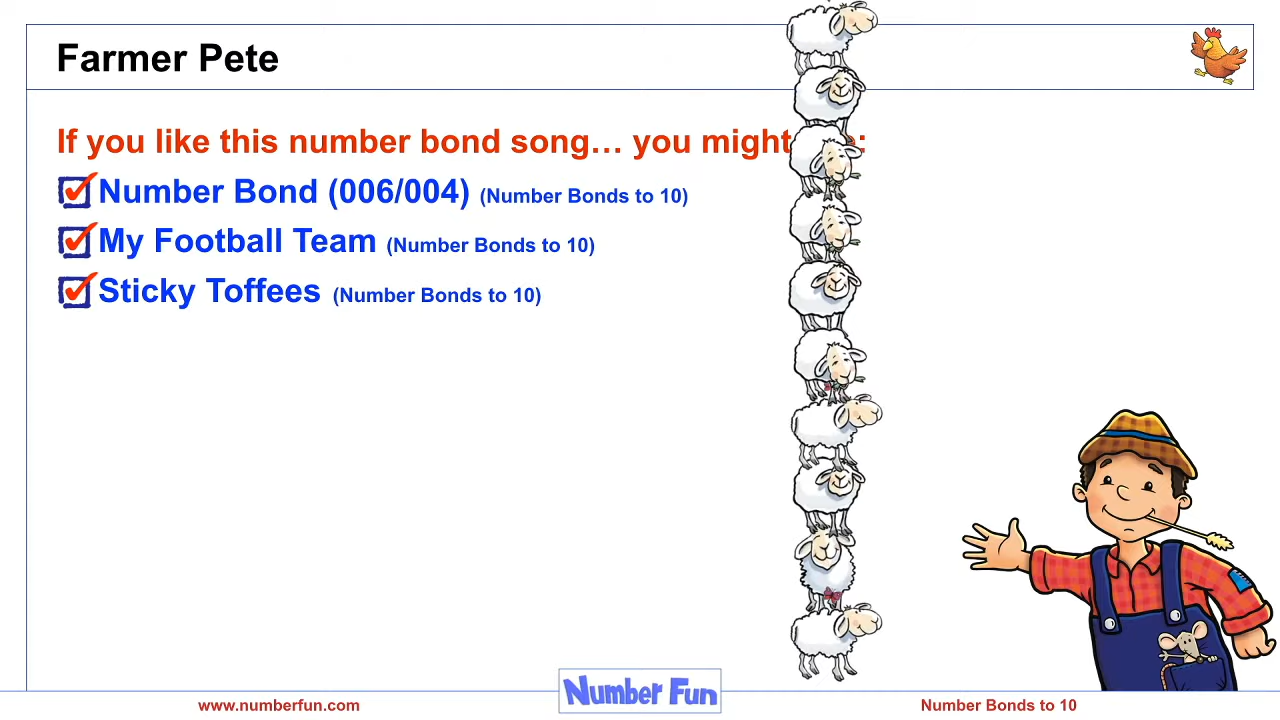 Farmer Pete
If you like this number bond song… you might :
Number Bond (006/004) (Number Bonds to 10)
My Football Team (Number Bonds to 10)
Sticky Toffees (Number Bonds to 10)
www.numberfun.com
Number Fun
Number Bonds to 10